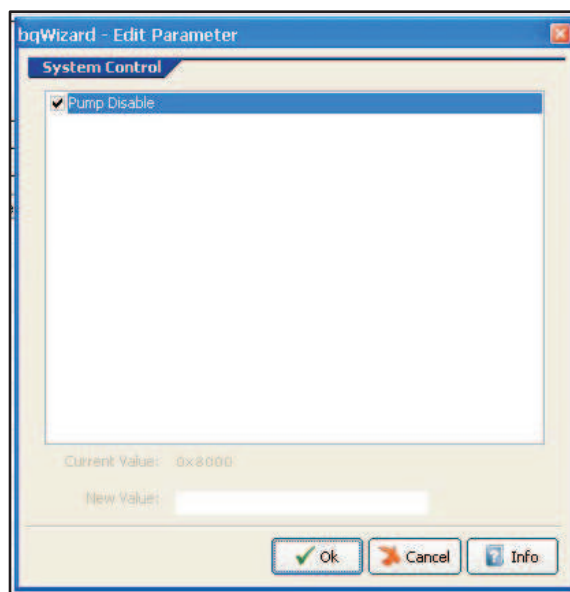 bqWizard - Edit Parameter
System Control
Pump Disable
Current Value: 0x8000
New Value:
Ok Cancel Info